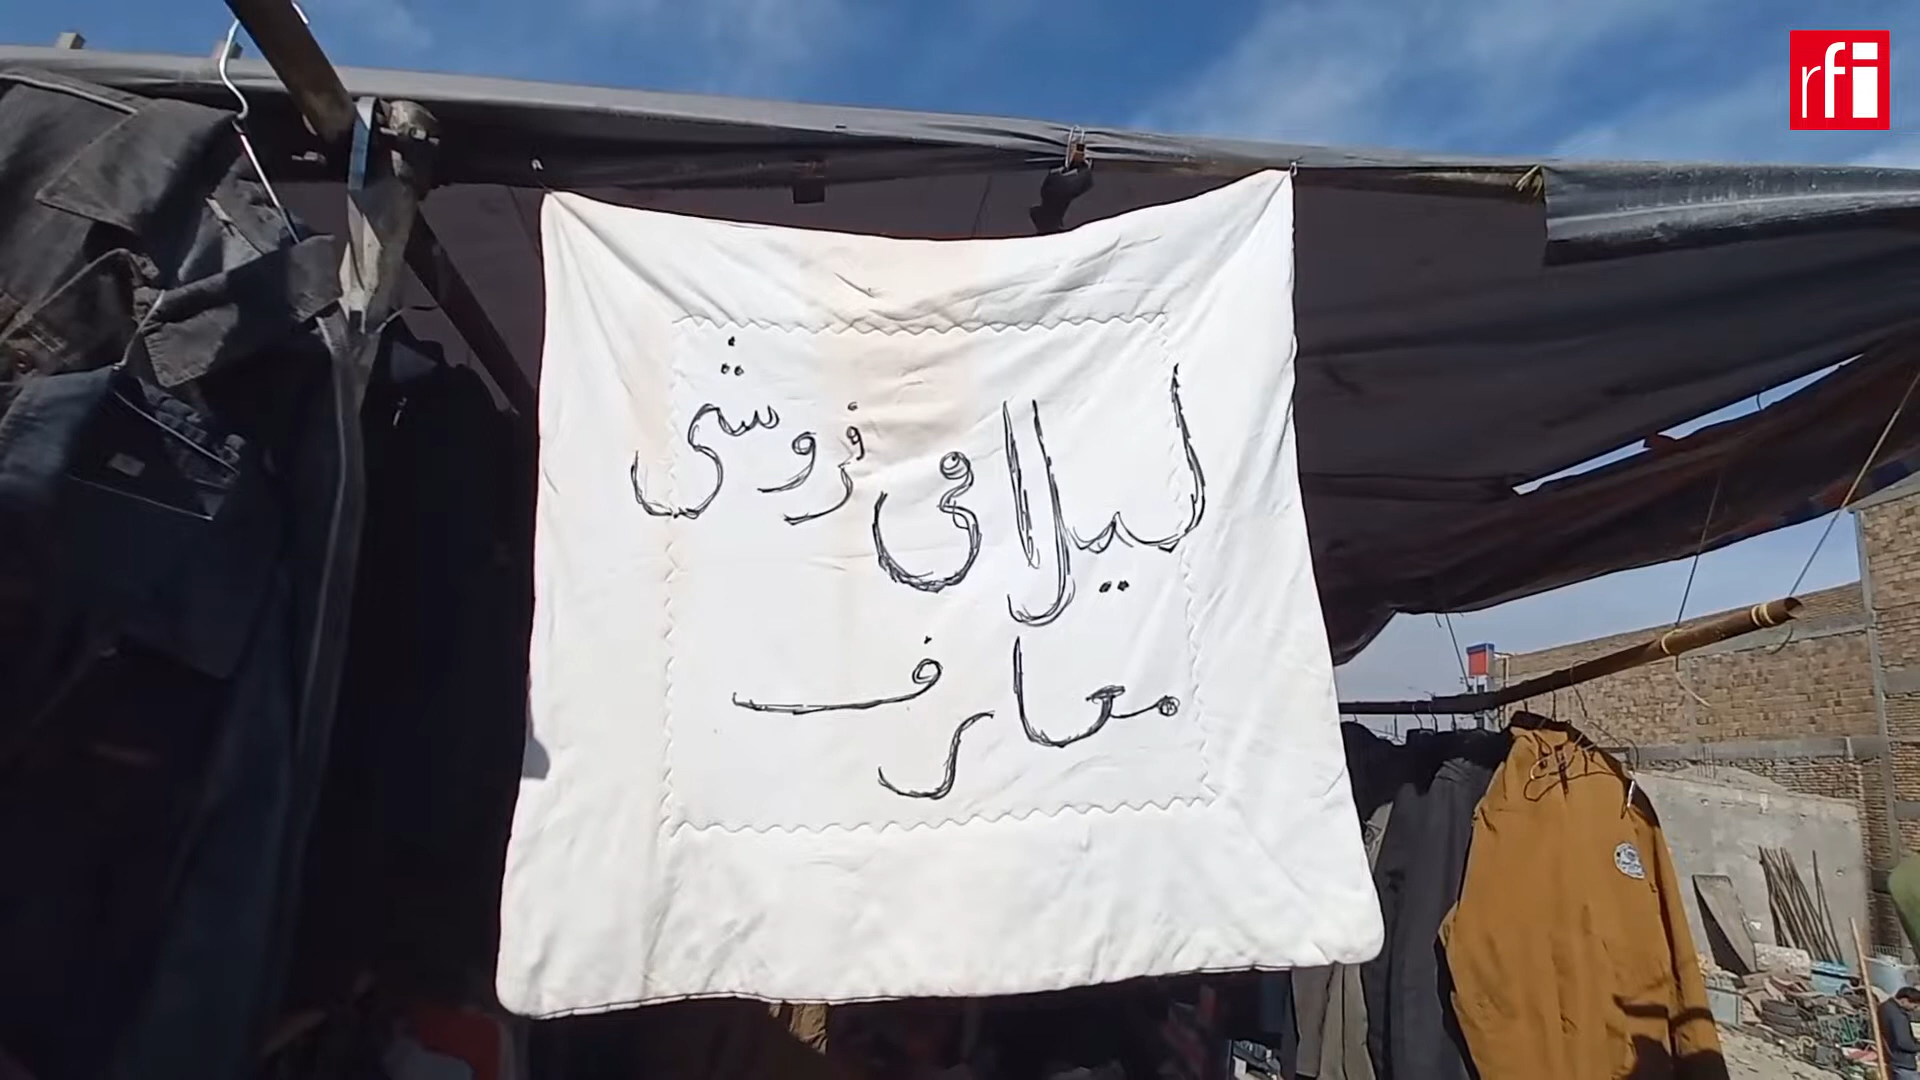 rfi
لیلامی فروشی
معارف